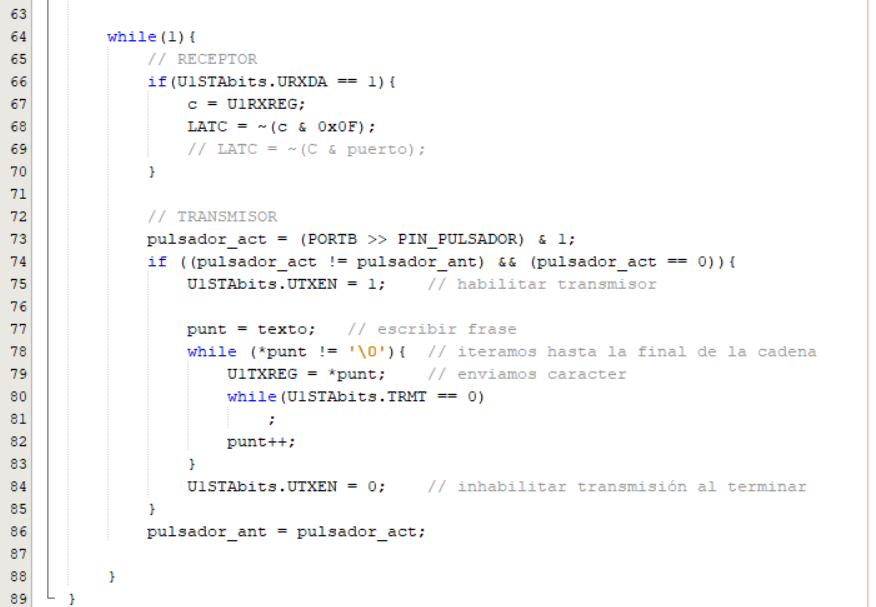 63
64 while(1){
65 // RECEPTOR
66 if(U1STAbits.URXDA == 1){
67 c = U1RXREG;
68 LATC = ~(c & 0x0F);
69 // LATC = ~(C & puerto);
70 }
71
72 // TRANSMISOR
73 pulsador_act = (PORTB >> PIN_PULSADOR) & 1;
74 if ((pulsador_act != pulsador_ant) && (pulsador_act == 0)){
75 U1STAbits.UTXEN = 1; // habilitar transmisor
76
77 punt = texto; // escribir frase
78 while (*punt != '\0'){ // iteramos hasta la final de la cadena
79 U1TXREG = *punt; // enviamos caracter
80 while(U1STAbits.TRMT == 0)
81 ;
82 punt++;
83 }
84 U1STAbits.UTXEN = 0; // inhabilitar transmisión al terminar
85 }
86 pulsador_ant = pulsador_act;
87
88 }
89 }